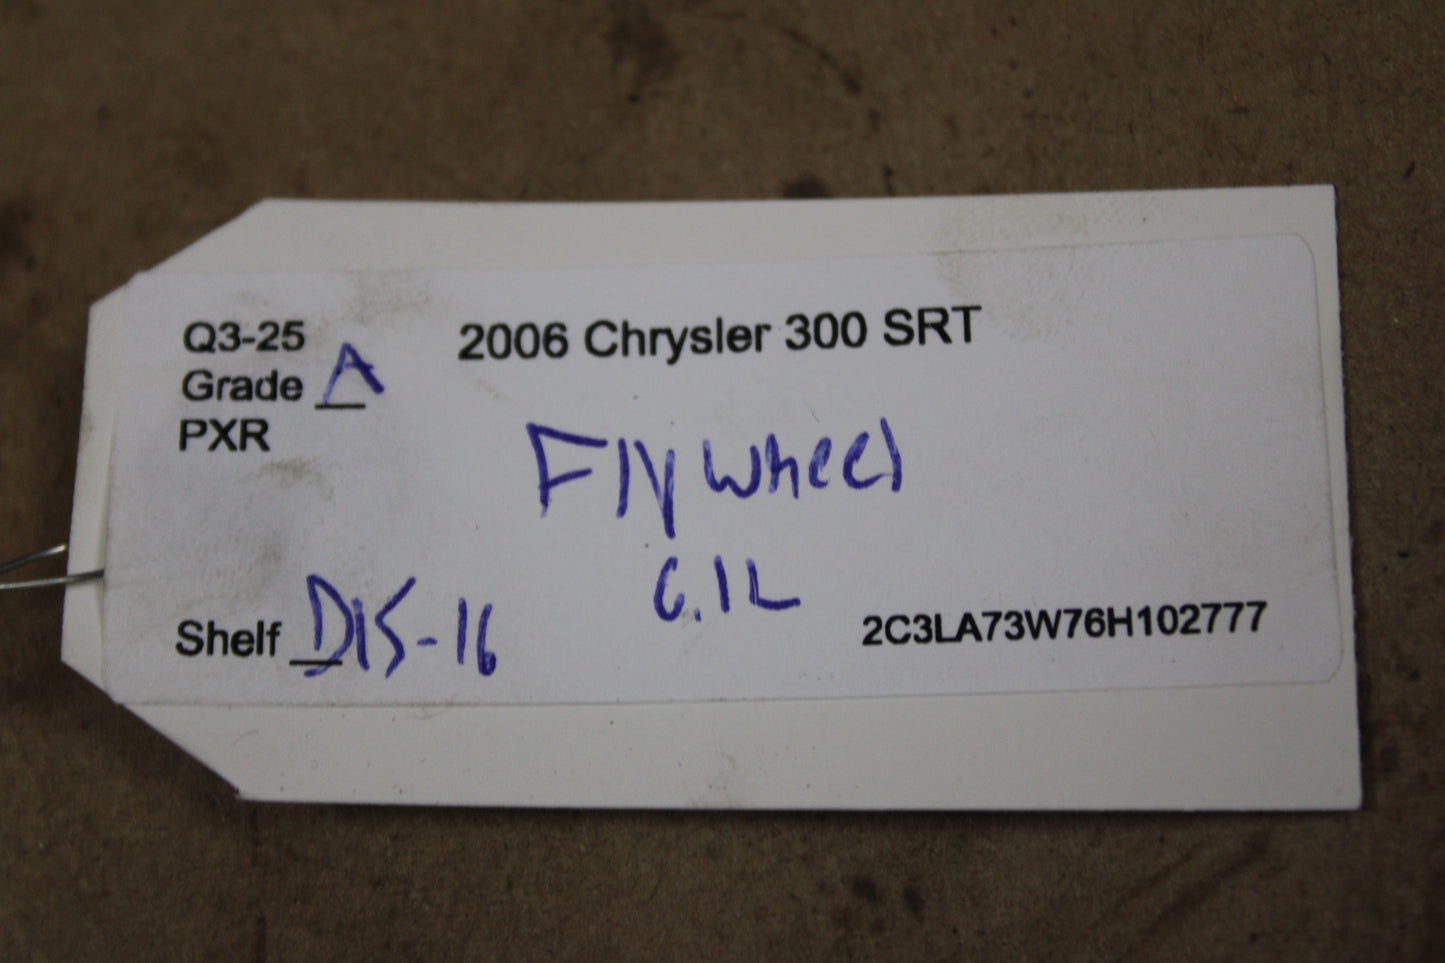 Q3-25
2006 Chrysler 300 SRT
Grade A
PXR
Flywheel
6.1L
Shelf D15-16
2C3LA73W76H102777